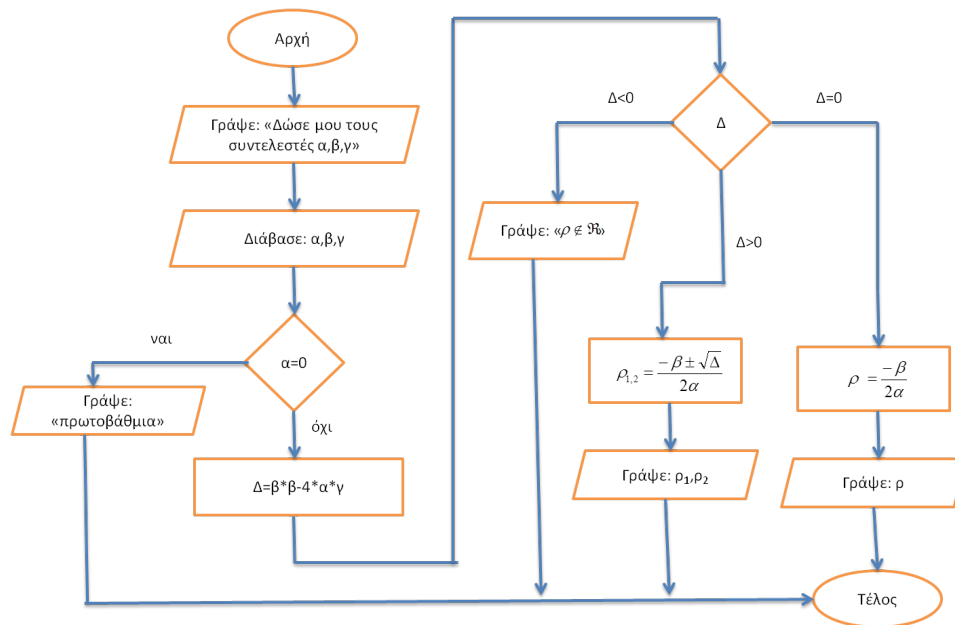 Αρχή
Γράψε: «Δώσε μου τους
συντελεστές α,β,γ»
Διάβασε: α,β,γ
α=0
ναι
Γράψε:
«πρωτοβάθμια»
όχι
Δ=β*β-4*α*γ
Δ
Δ<0
Γράψε: «ρ ∉ ℜ»
Δ>0
ρ₁,₂ = (−β ± √Δ) / 2α
Γράψε: ρ₁,ρ₂
Δ=0
ρ = −β / 2α
Γράψε: ρ
Τέλος